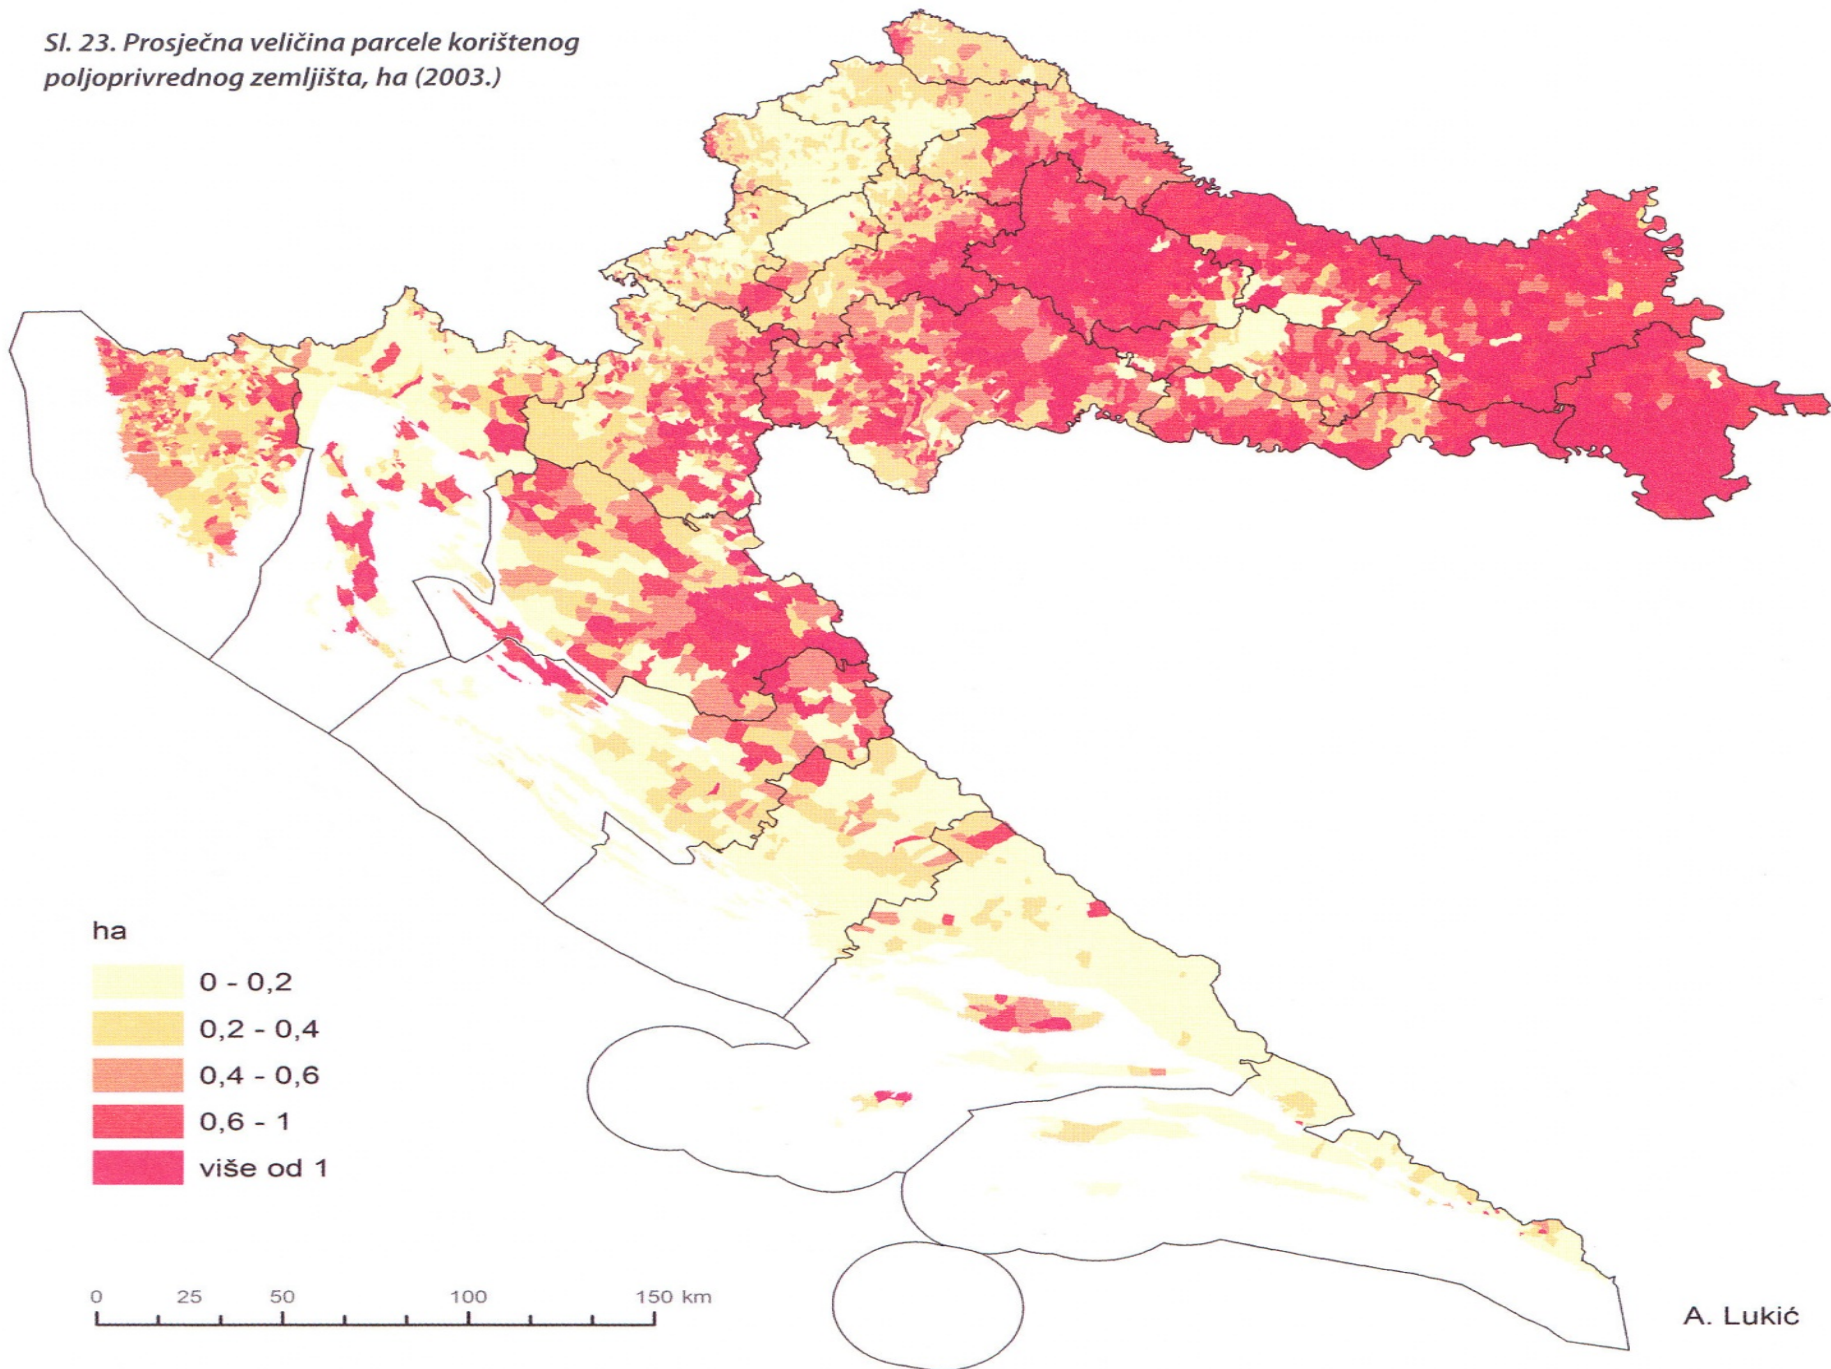 Sl. 23. Prosječna veličina parcele korištenog
poljoprivrednog zemljišta, ha (2003.)
ha
0 - 0,2
0,2 - 0,4
0,4 - 0,6
0,6 - 1
više od 1
0 25 50 100 150 km
A. Lukić